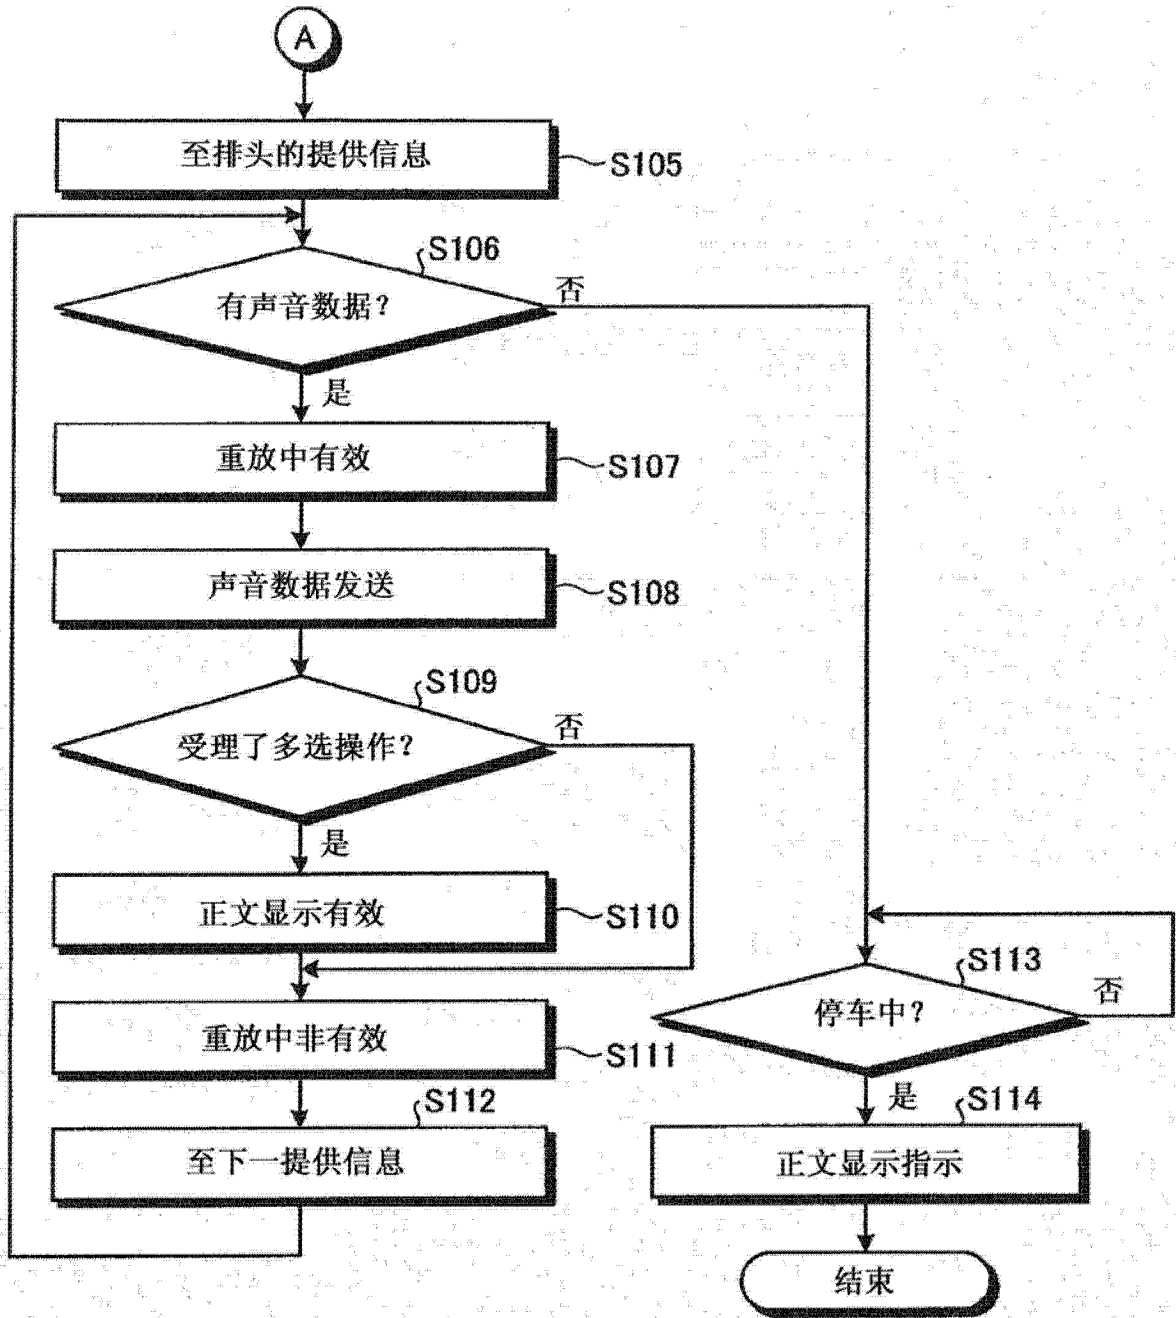 A
至排头的提供信息
S105
S106
有声音数据?
否
是
重放中有效
S107
声音数据发送
S108
S109
受理了多选操作?
否
是
正文显示有效
S110
重放中非有效
S111
S112
至下一提供信息
S113
停车中?
否
是
S114
正文显示指示
结束